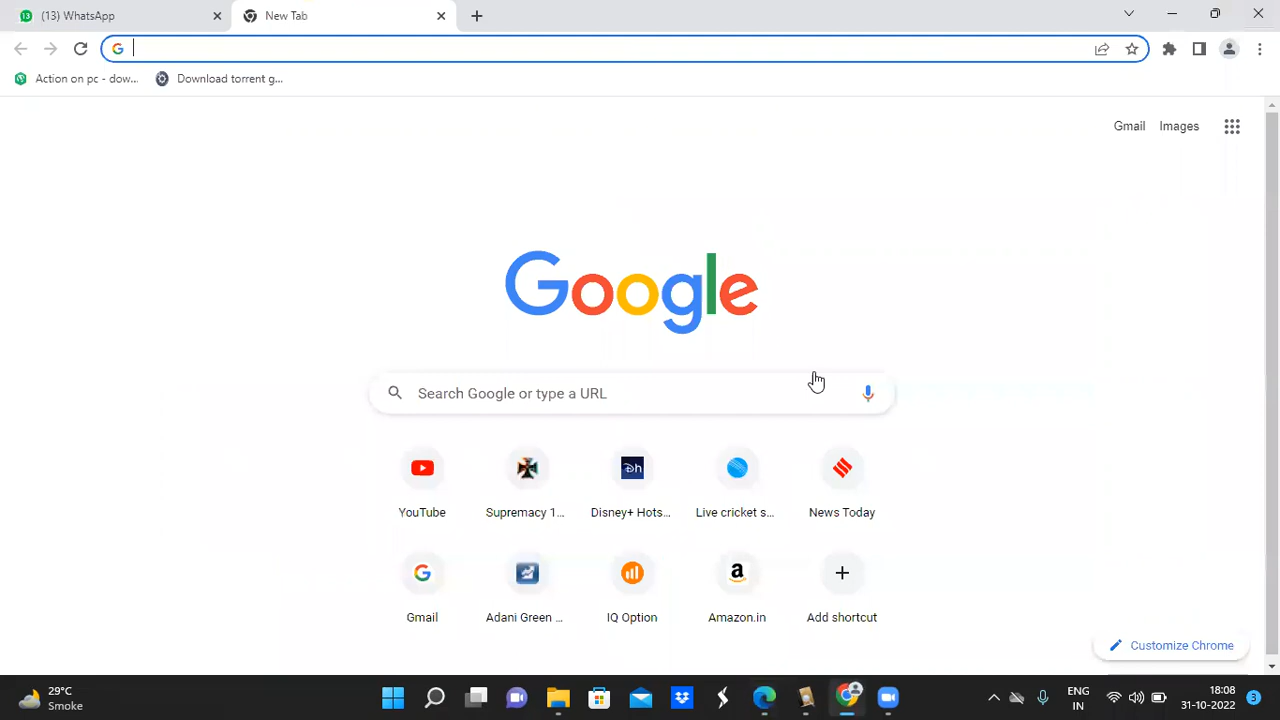 (13) WhatsApp
New Tab
Action on pc - dow...
Download torrent g...
Gmail
Images
Google
Search Google or type a URL
YouTube
Supremacy 1...
Disney+ Hots...
Live cricket s...
News Today
Gmail
Adani Green ...
IQ Option
Amazon.in
Add shortcut
Customize Chrome
29°C
Smoke
ENG
IN
18:08
31-10-2022
3